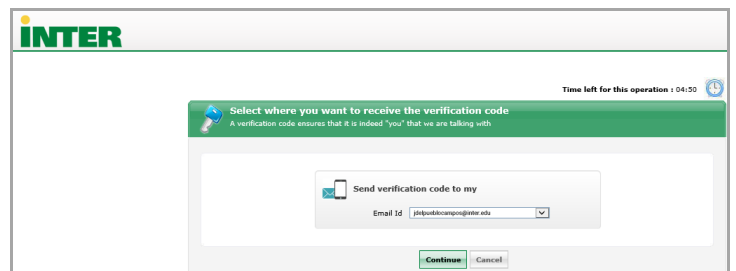 INTER
Time left for this operation : 04:50
Select where you want to receive the verification code
A verification code ensures that it is indeed "you" that we are talking with
Send verification code to my
Email Id jdelpueblocampos@inter.edu
Continue Cancel